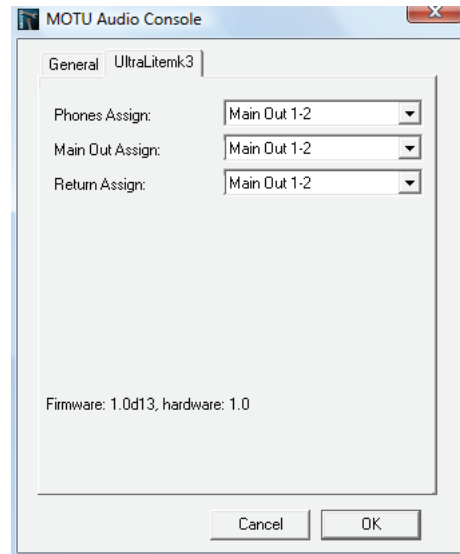 MOTU Audio Console
General UltraLitemk3
Phones Assign: Main Out 1-2
Main Out Assign: Main Out 1-2
Return Assign: Main Out 1-2
Firmware: 1.0d13, hardware: 1.0
Cancel OK